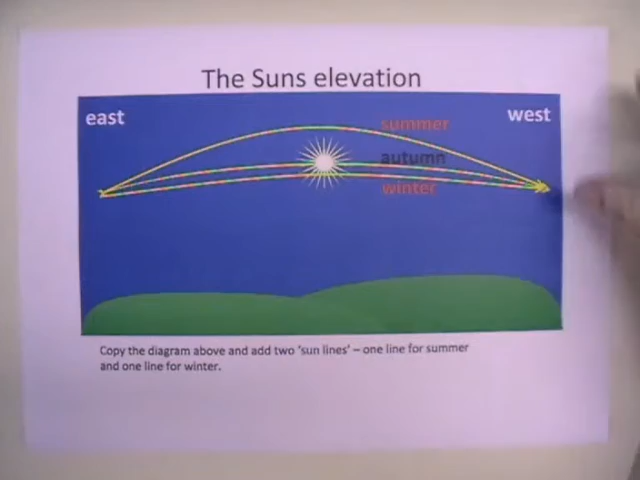 The Suns elevation
east
west
summer
autumn
winter
Copy the diagram above and add two 'sun lines' – one line for summer
and one line for winter.